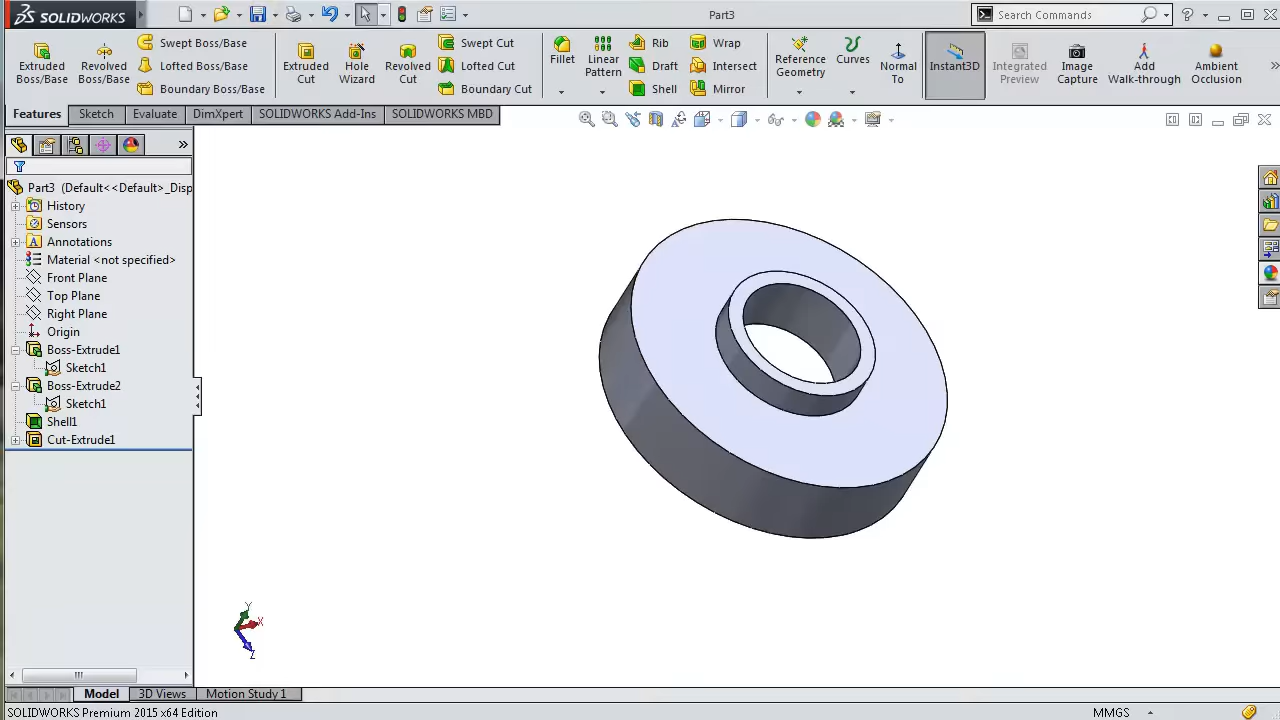 SOLIDWORKS
Part3
Search Commands
Extruded Boss/Base
Revolved Boss/Base
Swept Boss/Base
Lofted Boss/Base
Boundary Boss/Base
Extruded Cut
Hole Wizard
Revolved Cut
Swept Cut
Lofted Cut
Boundary Cut
Fillet
Linear Pattern
Rib
Draft
Shell
Wrap
Intersect
Mirror
Reference Geometry
Curves
Normal To
Instant3D
Integrated Preview
Image Capture
Add Walk-through
Ambient Occlusion
Features
Sketch
Evaluate
DimXpert
SOLIDWORKS Add-Ins
SOLIDWORKS MBD
Part3 (Default<<Default>_Disp
History
Sensors
A
Annotations
Material <not specified>
Front Plane
Top Plane
Right Plane
Origin
Boss-Extrude1
Sketch1
Boss-Extrude2
Sketch1
Shell1
Cut-Extrude1
Y
X
Z
Model
3D Views
Motion Study 1
SOLIDWORKS Premium 2015 x64 Edition
MMGS